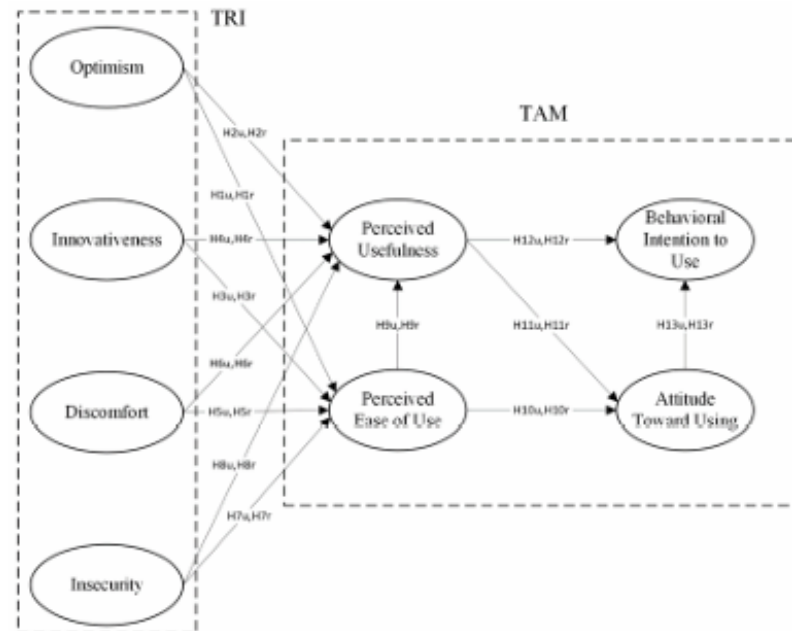 TRI
Optimism
TAM
H2u,H2r
H1u,H1r
Innovativeness
H6u,H6r
Perceived
Usefulness
H12u,H12r
Behavioral
Intention to
Use
H3u,H3r
H9u,H9r
H11u,H11r
H13u,H13r
H6u,H6r
Discomfort
H5u,H5r
Perceived
Ease of Use
H10u,H10r
Attitude
Toward Using
H8u,H8r
H7u,H7r
Insecurity